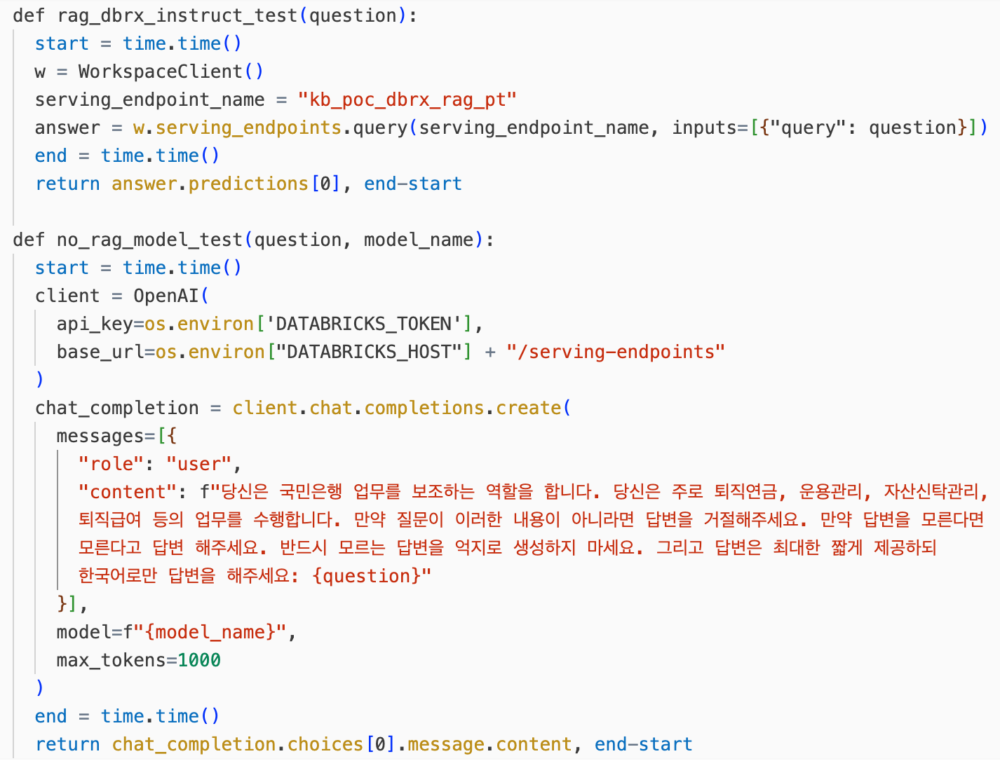 def rag_dbrx_instruct_test(question):
  start = time.time()
  w = WorkspaceClient()
  serving_endpoint_name = "kb_poc_dbrx_rag_pt"
  answer = w.serving_endpoints.query(serving_endpoint_name, inputs=[{"query": question}])
  end = time.time()
  return answer.predictions[0], end-start

def no_rag_model_test(question, model_name):
  start = time.time()
  client = OpenAI(
    api_key=os.environ['DATABRICKS_TOKEN'],
    base_url=os.environ["DATABRICKS_HOST"] + "/serving-endpoints"
  )
  chat_completion = client.chat.completions.create(
    messages=[{
      "role": "user",
      "content": f"당신은 국민은행 업무를 보조하는 역할을 합니다. 당신은 주로 퇴직연금, 운용관리, 자산신탁관리,
      퇴직급여 등의 업무를 수행합니다. 만약 질문이 이러한 내용이 아니라면 답변을 거절해주세요. 만약 답변을 모른다면
      모른다고 답변 해주세요. 반드시 모르는 답변을 억지로 생성하지 마세요. 그리고 답변은 최대한 짧게 제공하되
      한국어로만 답변을 해주세요: {question}"
    }],
    model=f"{model_name}",
    max_tokens=1000
  )
  end = time.time()
  return chat_completion.choices[0].message.content, end-start